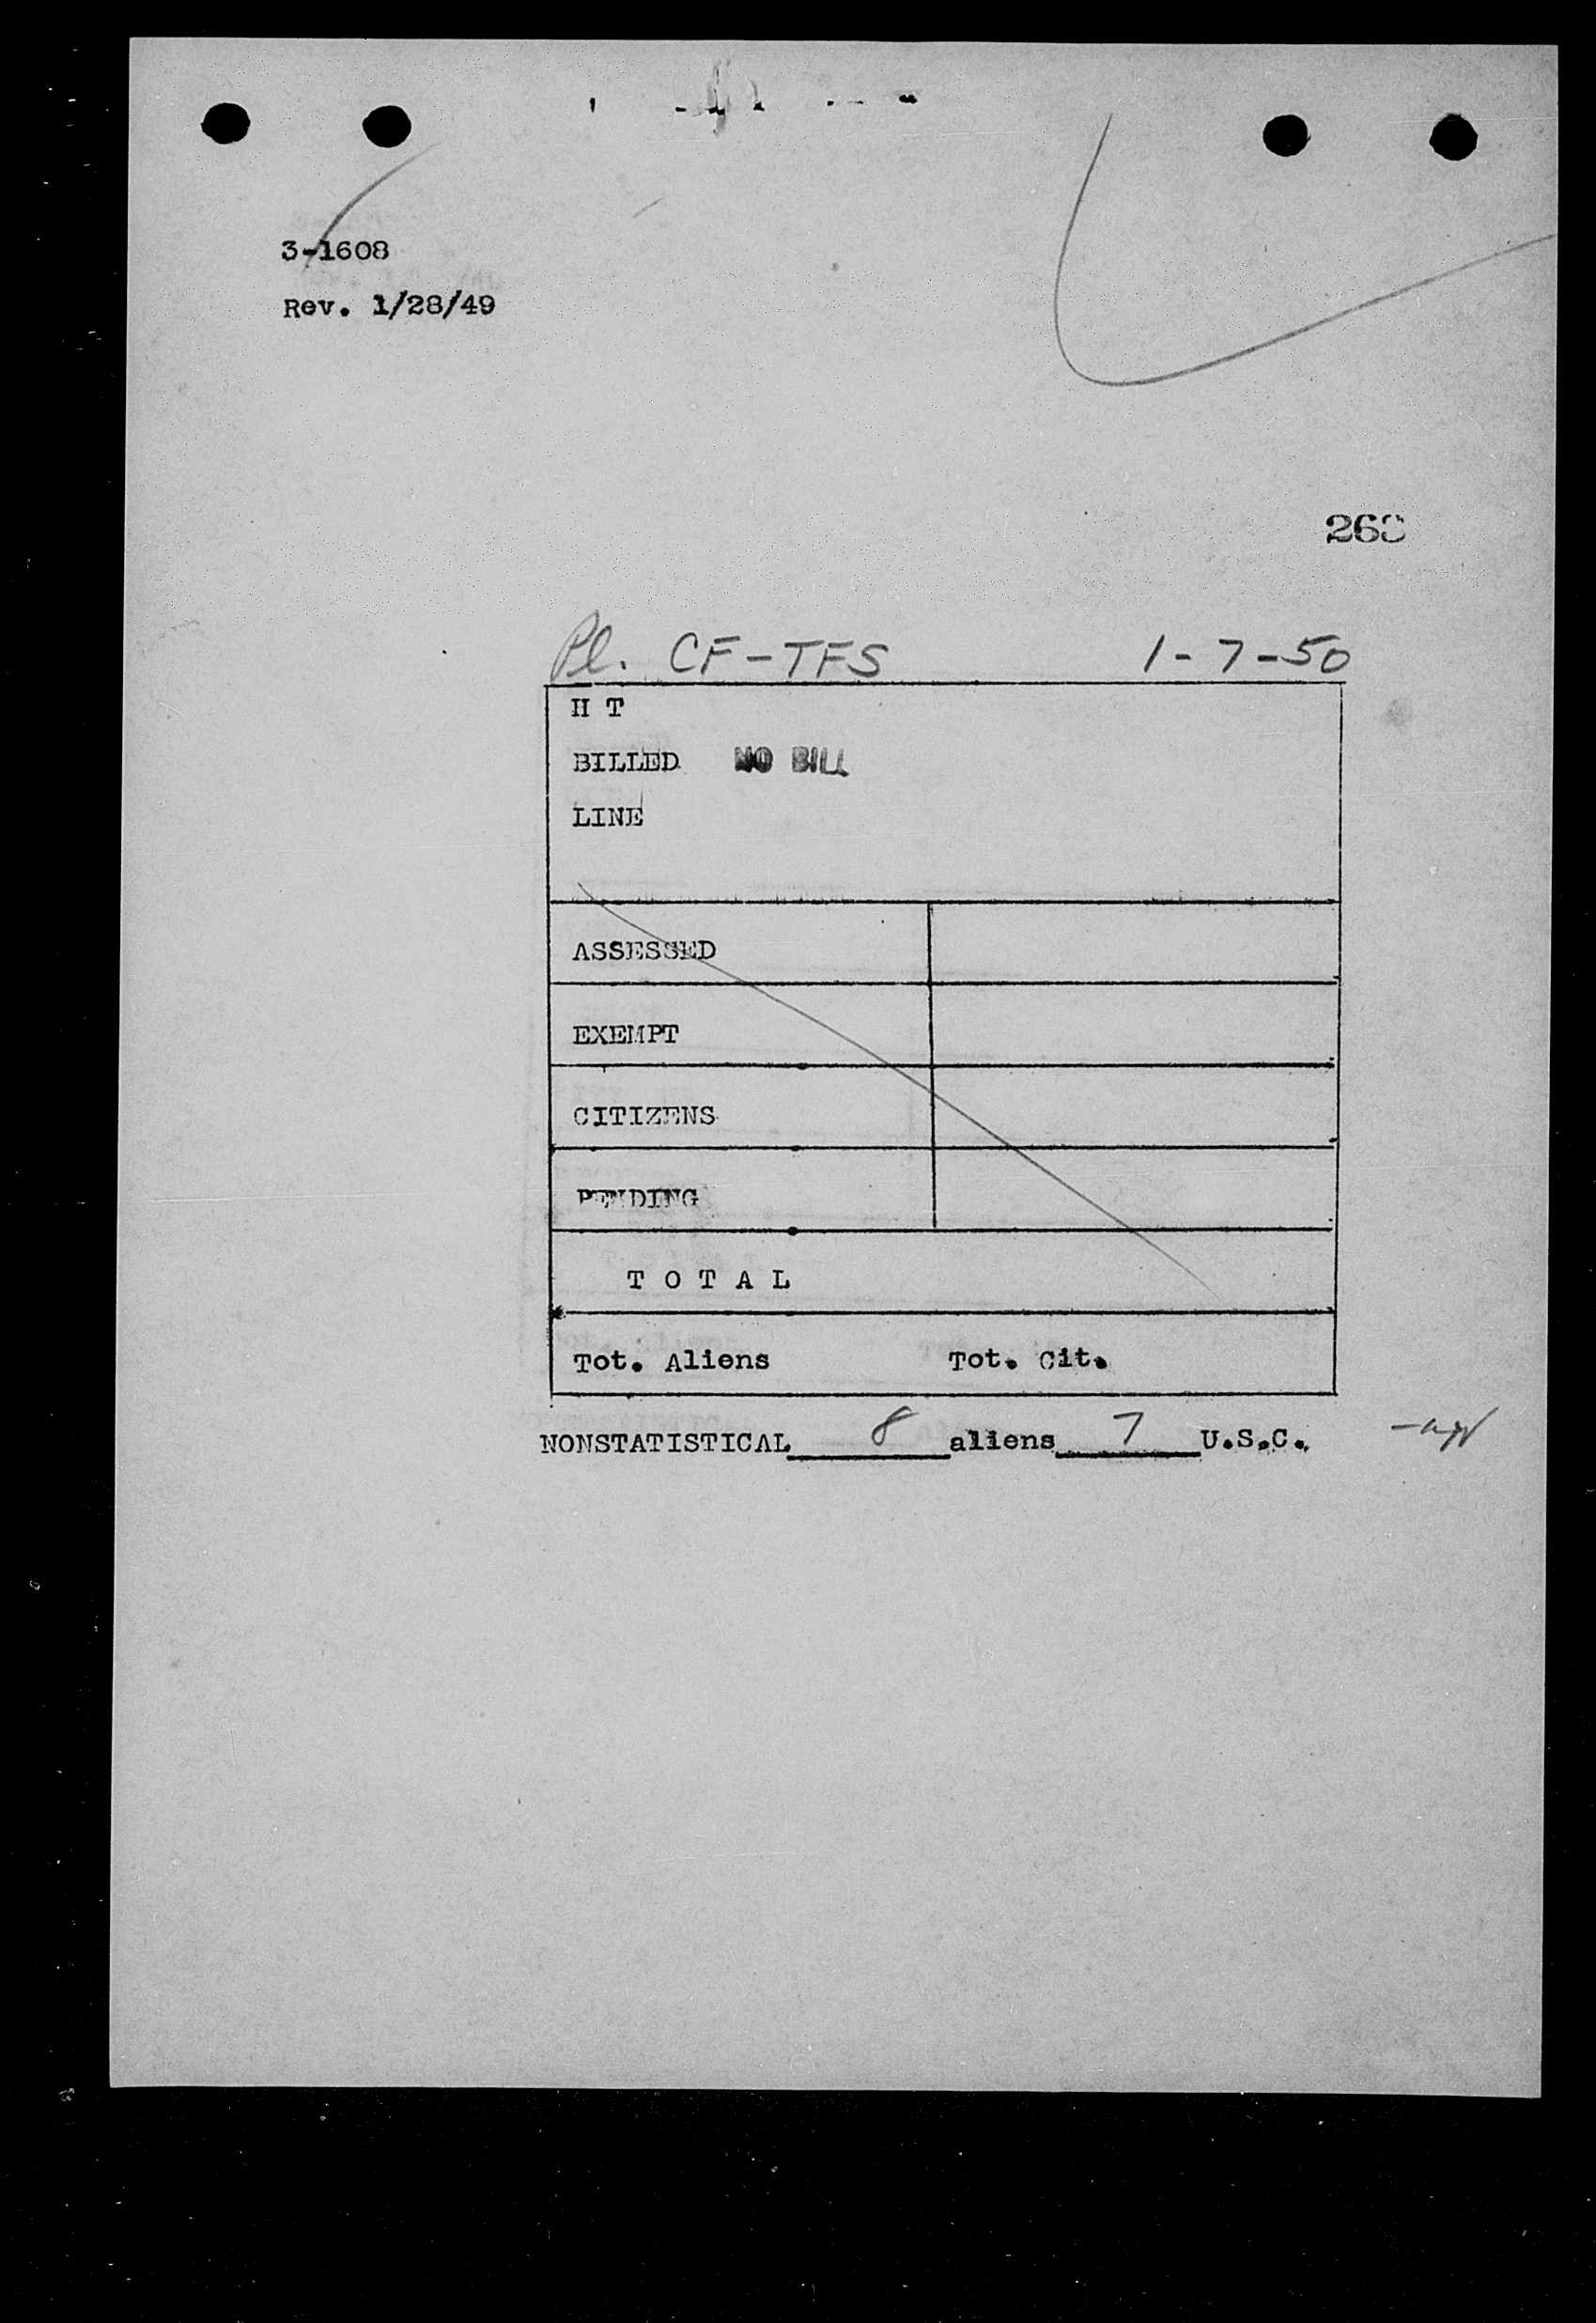 3-1608
Rev. 1/28/49
Pl. CF-TFS 1-7-50
H T
BILLED NO BILL
LINE
ASSESSED
EXEMPT
CITIZENS
PENDING
T O T A L
Tot. Aliens Tot. Cit.
NONSTATISTICAL 8 aliens 7 U.S.C.